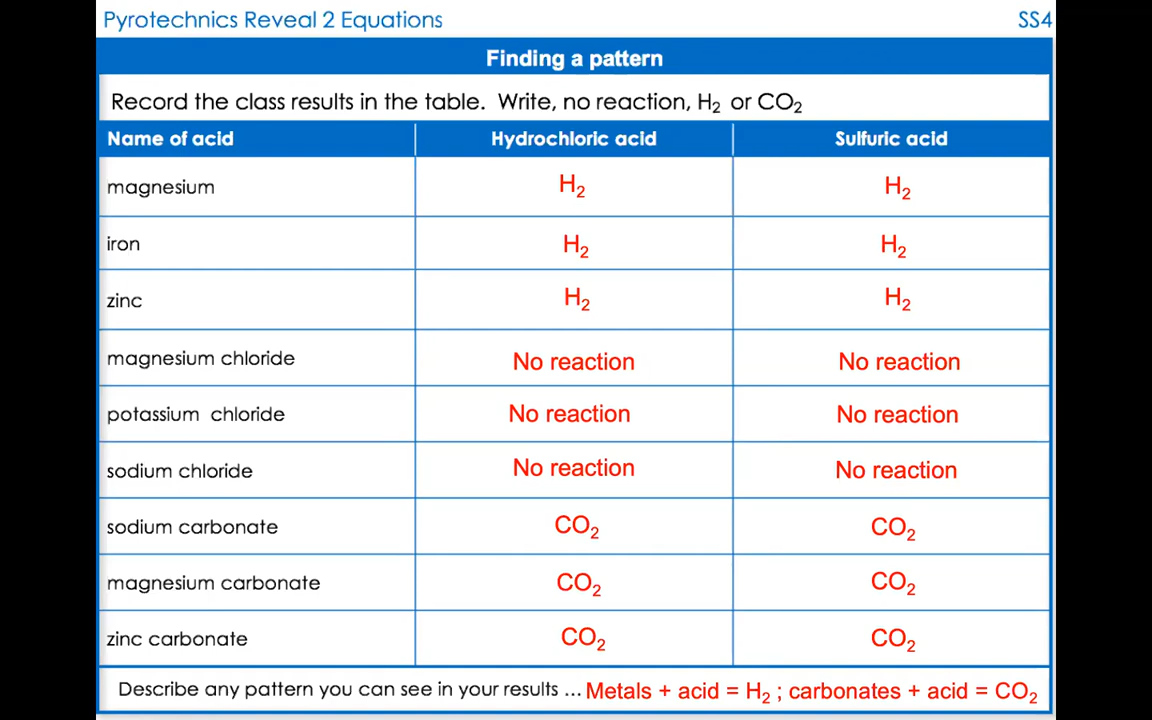 Pyrotechnics Reveal 2 Equations SS4
Finding a pattern
Record the class results in the table. Write, no reaction, H₂ or CO₂
Name of acid Hydrochloric acid Sulfuric acid
magnesium H₂ H₂
iron H₂ H₂
zinc H₂ H₂
magnesium chloride No reaction No reaction
potassium chloride No reaction No reaction
sodium chloride No reaction No reaction
sodium carbonate CO₂ CO₂
magnesium carbonate CO₂ CO₂
zinc carbonate CO₂ CO₂
Describe any pattern you can see in your results ... Metals + acid = H₂ ; carbonates + acid = CO₂